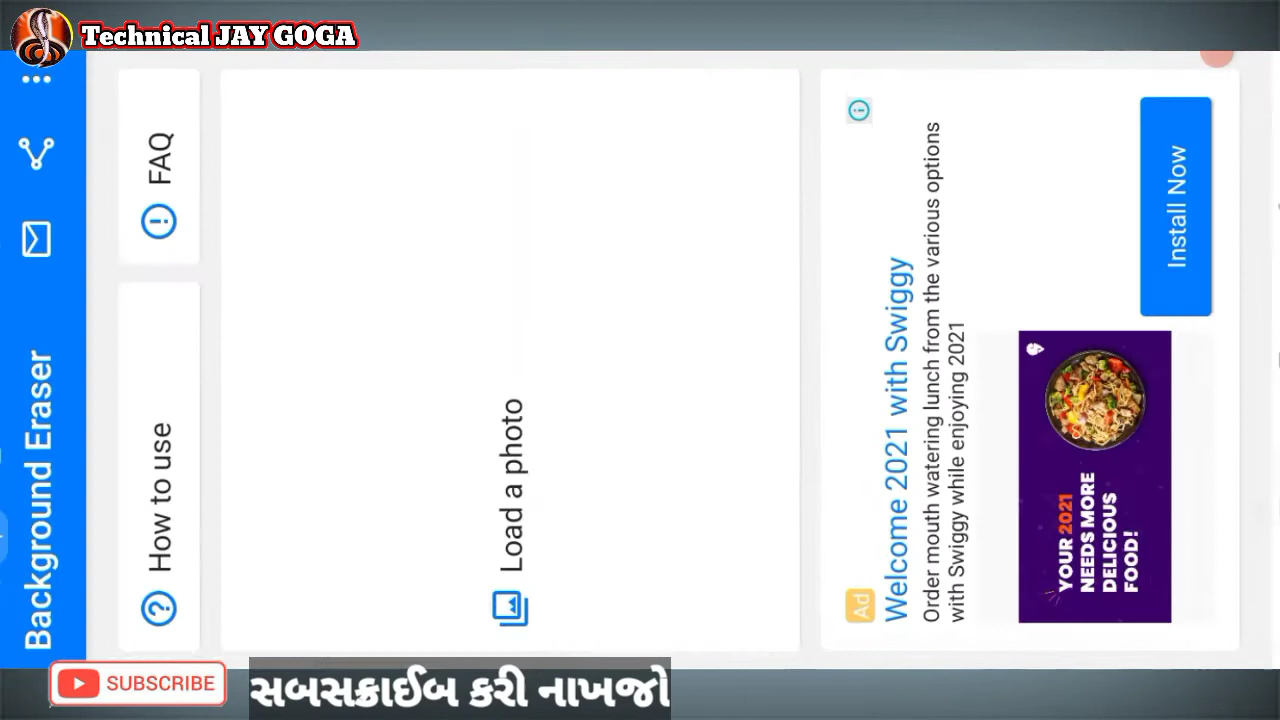 Technical JAY GOGA
Background Eraser
How to use
FAQ
Load a photo
Ad
Welcome 2021 with Swiggy
Order mouth watering lunch from the various options
with Swiggy while enjoying 2021
YOUR 2021
NEEDS MORE
DELICIOUS
FOOD!
Install Now
SUBSCRIBE
સબસક્રાઈબ કરી નાખજો